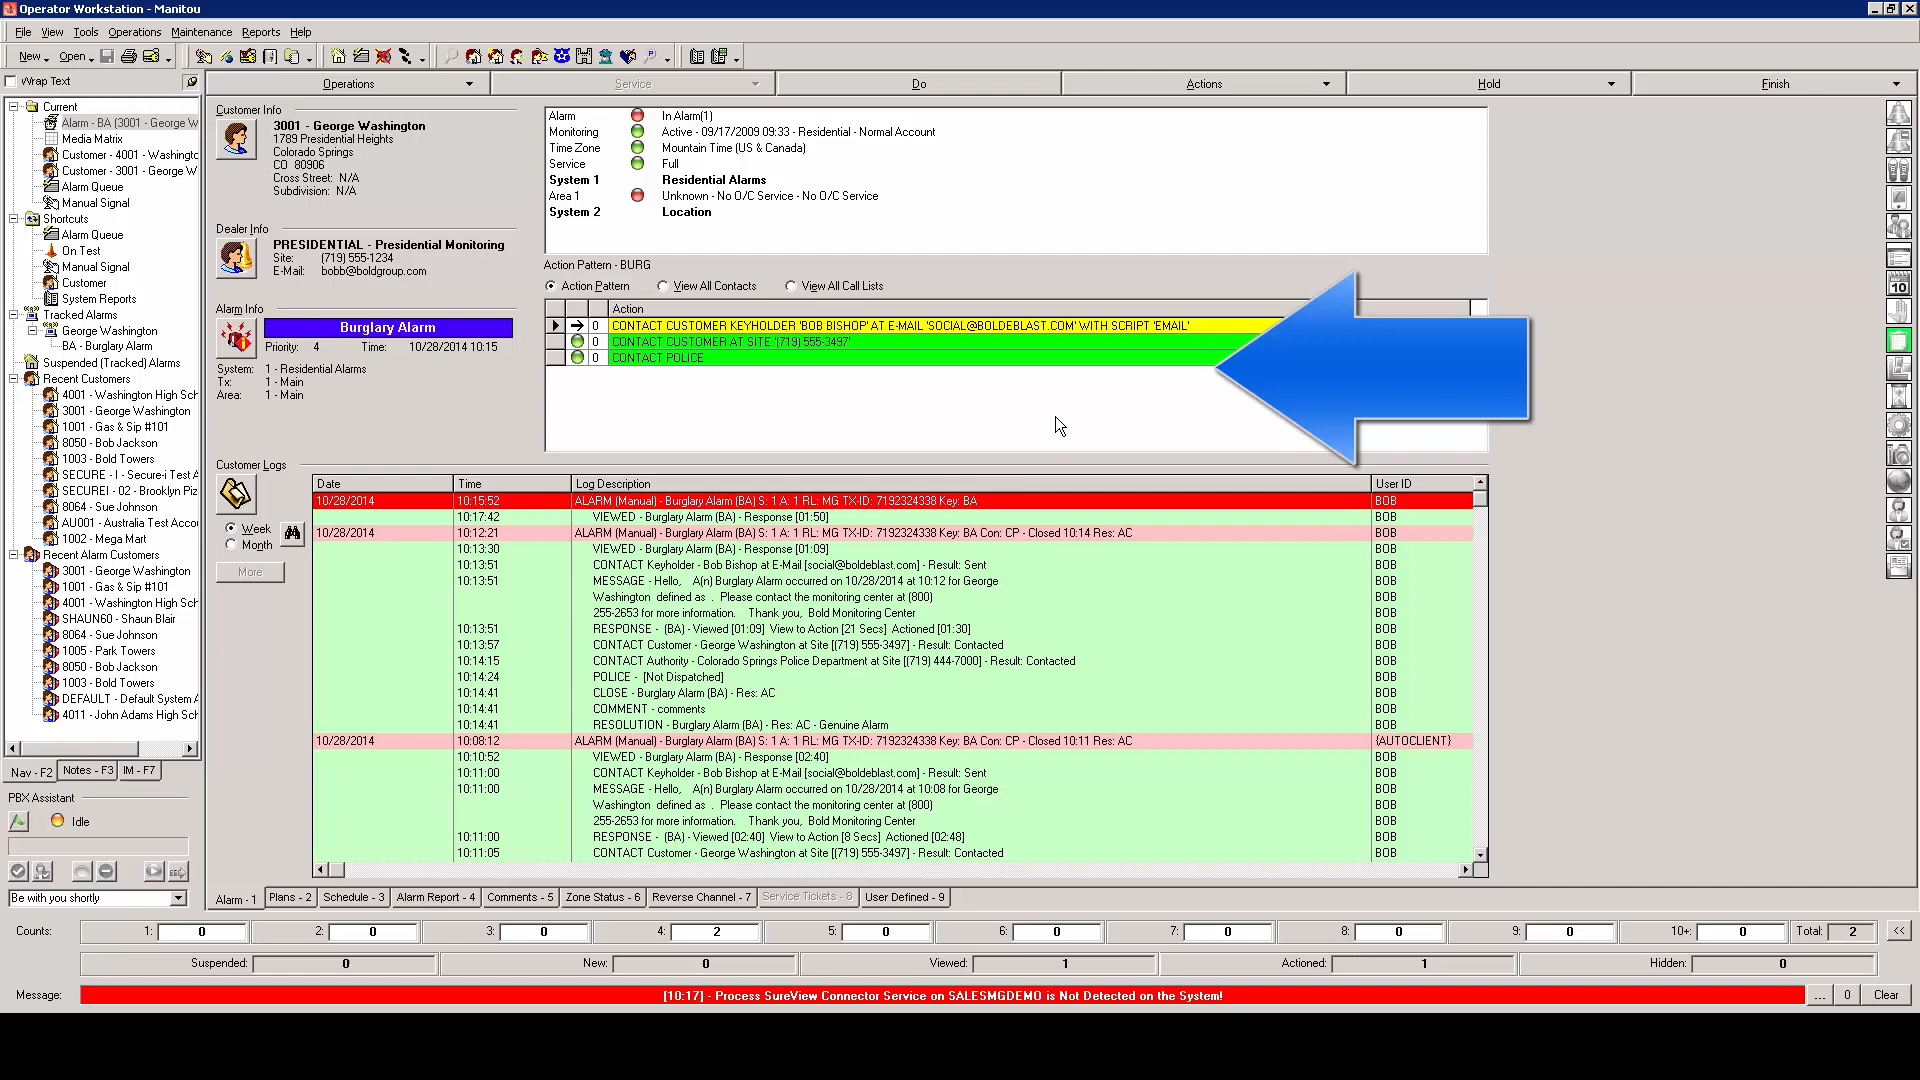 Operator Workstation - Manitou
File View Tools Operations Maintenance Reports Help
New Open
Wrap Text
Current
Alarm - BA (3001 - George W
Media Matrix
Customer - 4001 - Washingto
Customer - 3001 - George W
Alarm Queue
Manual Signal
Shortcuts
Alarm Queue
On Test
Manual Signal
Customer
System Reports
Tracked Alarms
George Washington
BA - Burglary Alarm
Suspended (Tracked) Alarms
Recent Customers
4001 - Washington High Sch
3001 - George Washington
1001 - Gas & Sip #101
8050 - Bob Jackson
1003 - Bold Towers
SECURE - I - Secure-i Test A
SECUREI - 02 - Brooklyn Piz
8064 - Sue Johnson
AU001 - Australia Test Acco
1002 - Mega Mart
Recent Alarm Customers
3001 - George Washington
1001 - Gas & Sip #101
4001 - Washington High Sch
SHAUN60 - Shaun Blair
8064 - Sue Johnson
1005 - Park Towers
8050 - Bob Jackson
1003 - Bold Towers
DEFAULT - Default System A
4011 - John Adams High Sch
Nav - F2 Notes - F3 IM - F7
PBX Assistant
Idle
Be with you shortly
Operations Service Do Actions Hold Finish
Customer Info
3001 - George Washington
1789 Presidential Heights
Colorado Springs
CO 80906
Cross Street: N/A
Subdivision: N/A
Dealer Info
PRESIDENTIAL - Presidential Monitoring
Site: (719) 555-1234
E-Mail: bobb@boldgroup.com
Alarm Info
Burglary Alarm
Priority: 4 Time: 10/28/2014 10:15
System: 1 - Residential Alarms
Tx: 1 - Main
Area: 1 - Main
Alarm In Alarm(1)
Monitoring Active - 09/17/2009 09:33 - Residential - Normal Account
Time Zone Mountain Time (US & Canada)
Service Full
System 1 Residential Alarms
Area 1 Unknown - No O/C Service - No O/C Service
System 2 Location
Action Pattern - BURG
Action Pattern View All Contacts View All Call Lists
Action
0 CONTACT CUSTOMER KEYHOLDER 'BOB BISHOP' AT E-MAIL 'SOCIAL@BOLDEBLAST.COM' WITH SCRIPT 'EMAIL'
0 CONTACT CUSTOMER AT SITE '(719) 555-3497'
0 CONTACT POLICE
10
Customer Logs
Week
Month
More
Date Time Log Description User ID
10/28/2014 10:15:52 ALARM (Manual) - Burglary Alarm (BA) S: 1 A: 1 RL: MG TX-ID: 7192324338 Key: BA BOB
10:17:42 VIEWED - Burglary Alarm (BA) - Response [01:50] BOB
10/28/2014 10:12:21 ALARM (Manual) - Burglary Alarm (BA) S: 1 A: 1 RL: MG TX-ID: 7192324338 Key: BA Con: CP - Closed 10:14 Res: AC BOB
10:13:30 VIEWED - Burglary Alarm (BA) - Response [01:09] BOB
10:13:51 CONTACT Keyholder - Bob Bishop at E-Mail [social@boldeblast.com] - Result: Sent BOB
10:13:51 MESSAGE - Hello, A(n) Burglary Alarm occurred on 10/28/2014 at 10:12 for George BOB
Washington defined as . Please contact the monitoring center at (800) BOB
255-2653 for more information. Thank you, Bold Monitoring Center BOB
10:13:51 RESPONSE - (BA) - Viewed [01:09] View to Action [21 Secs] Actioned [01:30] BOB
10:13:57 CONTACT Customer - George Washington at Site [(719) 555-3497] - Result: Contacted BOB
10:14:15 CONTACT Authority - Colorado Springs Police Department at Site [(719) 444-7000] - Result: Contacted BOB
10:14:24 POLICE - [Not Dispatched] BOB
10:14:41 CLOSE - Burglary Alarm (BA) - Res: AC BOB
10:14:41 COMMENT - comments BOB
10:14:41 RESOLUTION - Burglary Alarm (BA) - Res: AC - Genuine Alarm BOB
10/28/2014 10:08:12 ALARM (Manual) - Burglary Alarm (BA) S: 1 A: 1 RL: MG TX-ID: 7192324338 Key: BA Con: CP - Closed 10:11 Res: AC {AUTOCLIENT}
10:10:52 VIEWED - Burglary Alarm (BA) - Response [02:40] BOB
10:11:00 CONTACT Keyholder - Bob Bishop at E-Mail [social@boldeblast.com] - Result: Sent BOB
10:11:00 MESSAGE - Hello, A(n) Burglary Alarm occurred on 10/28/2014 at 10:08 for George BOB
Washington defined as . Please contact the monitoring center at (800) BOB
255-2653 for more information. Thank you, Bold Monitoring Center BOB
10:11:00 RESPONSE - (BA) - Viewed [02:40] View to Action [8 Secs] Actioned [02:48] BOB
10:11:05 CONTACT Customer - George Washington at Site [(719) 555-3497] - Result: Contacted BOB
Alarm - 1 Plans - 2 Schedule - 3 Alarm Report - 4 Comments - 5 Zone Status - 6 Reverse Channel - 7 Service Tickets - 8 User Defined - 9
Counts: 1: 0 2: 0 3: 0 4: 2 5: 0 6: 0 7: 0 8: 0 9: 0 10+: 0 Total: 2 <<
Suspended: 0 New: 0 Viewed: 1 Actioned: 1 Hidden: 0
Message: [10:17] - Process SureView Connector Service on SALESMGDEMO is Not Detected on the System! ... 0 Clear